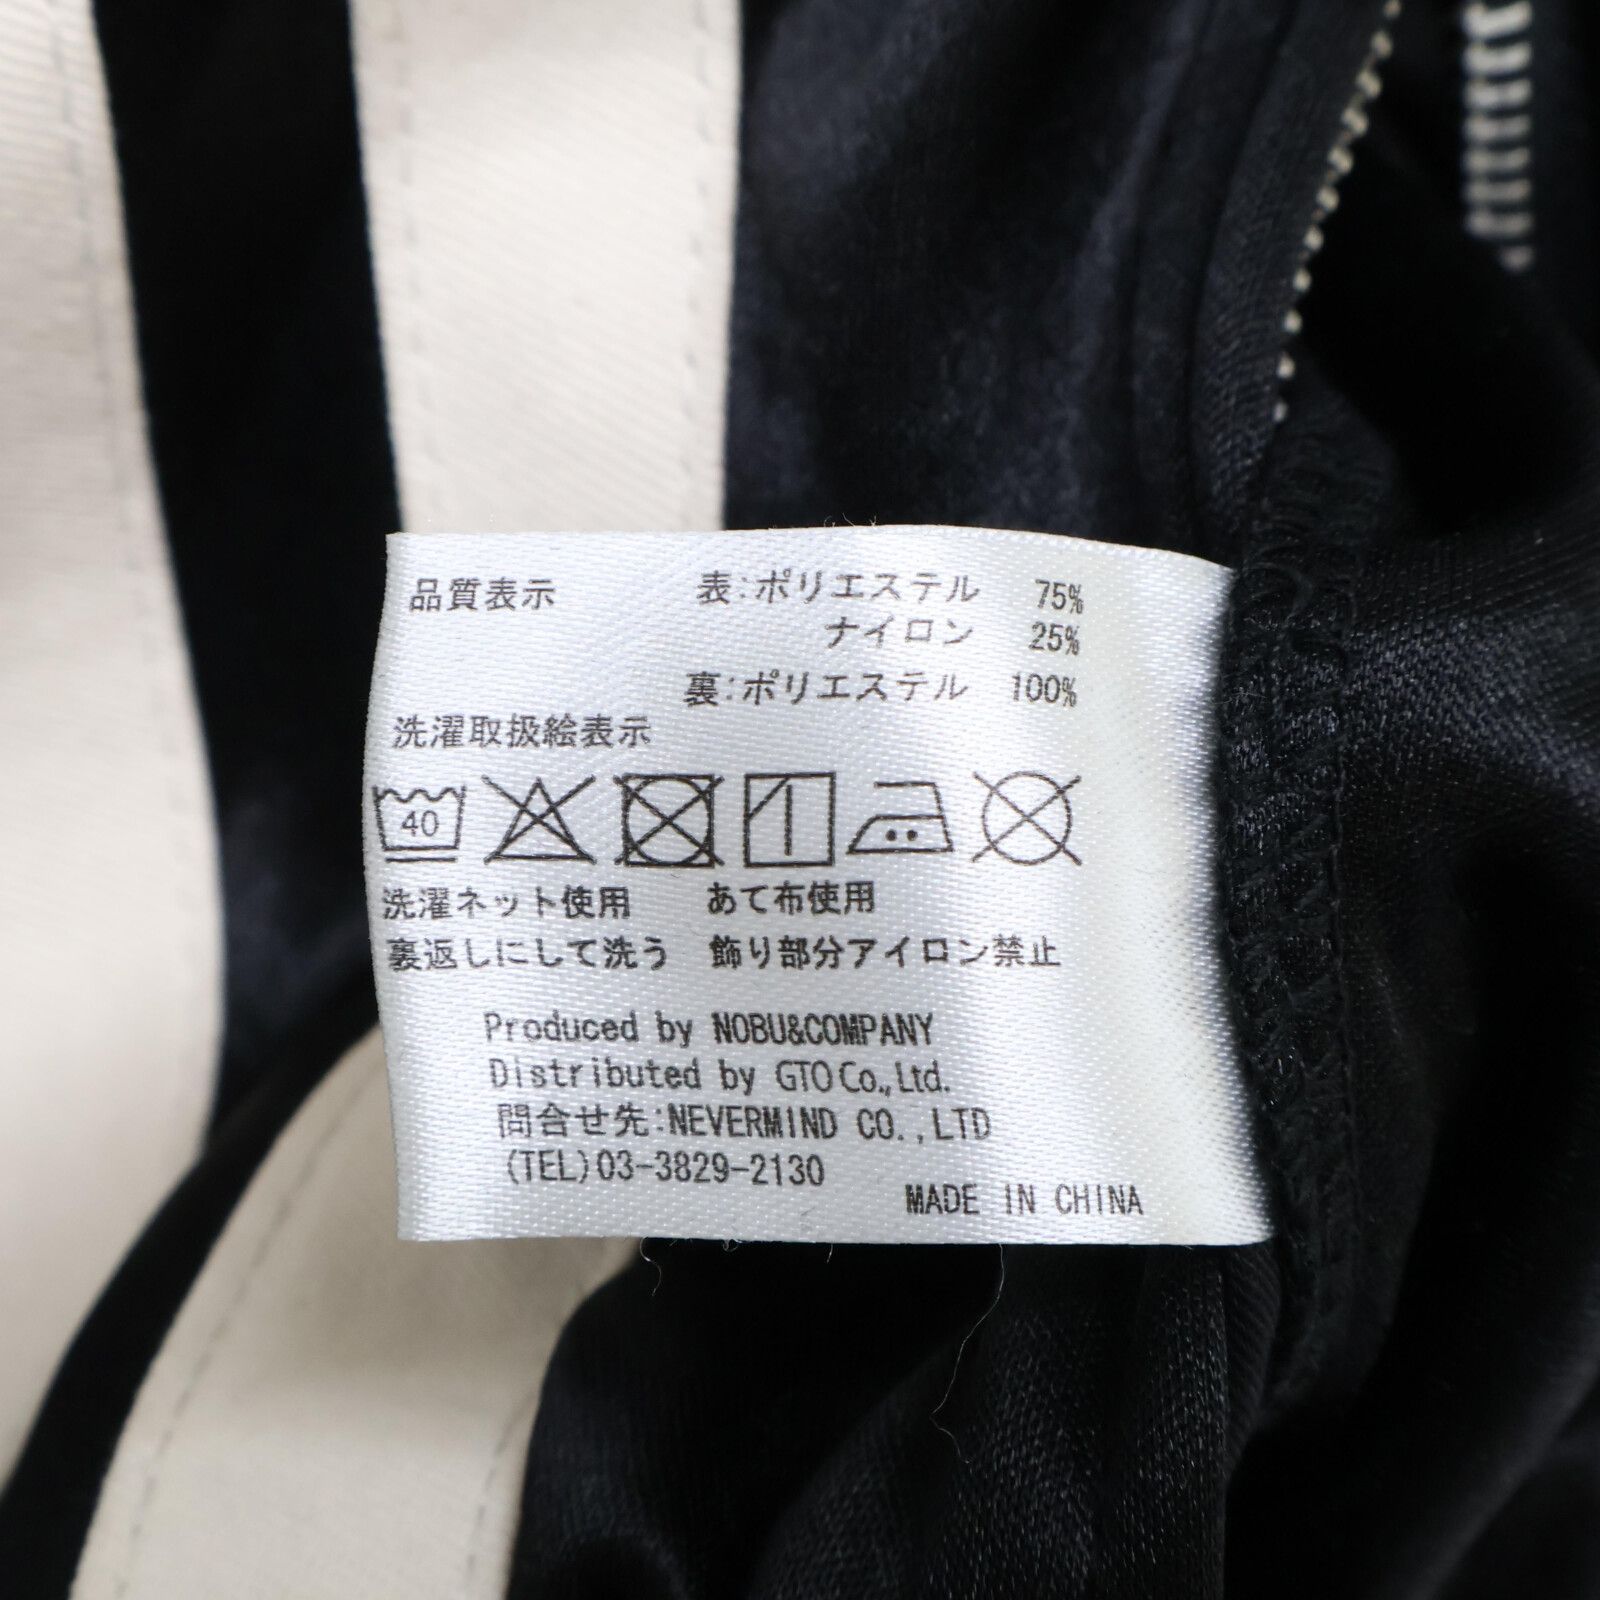 品質表示 表:ポリエステル 75%
ナイロン 25%
裏:ポリエステル 100%
洗濯取扱絵表示
40
洗濯ネット使用 あて布使用
裏返しにして洗う 飾り部分アイロン禁止
Produced by NOBU&COMPANY
Distributed by GTO Co.,Ltd.
問合せ先:NEVERMIND CO.,LTD
(TEL)03-3829-2130
MADE IN CHINA